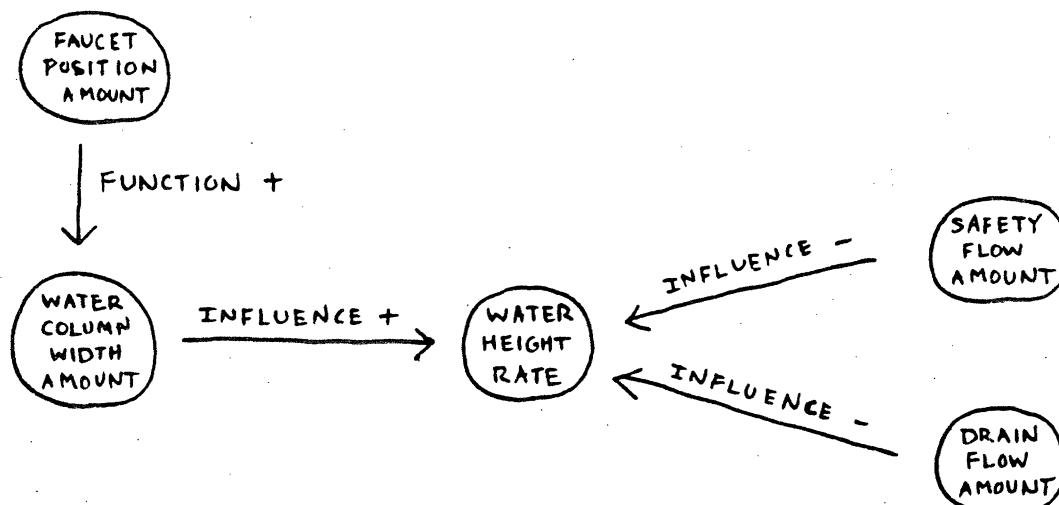 FAUCET
POSITION
AMOUNT
FUNCTION +
WATER
COLUMN
WIDTH
AMOUNT
INFLUENCE +
WATER
HEIGHT
RATE
INFLUENCE -
SAFETY
FLOW
AMOUNT
INFLUENCE -
DRAIN
FLOW
AMOUNT